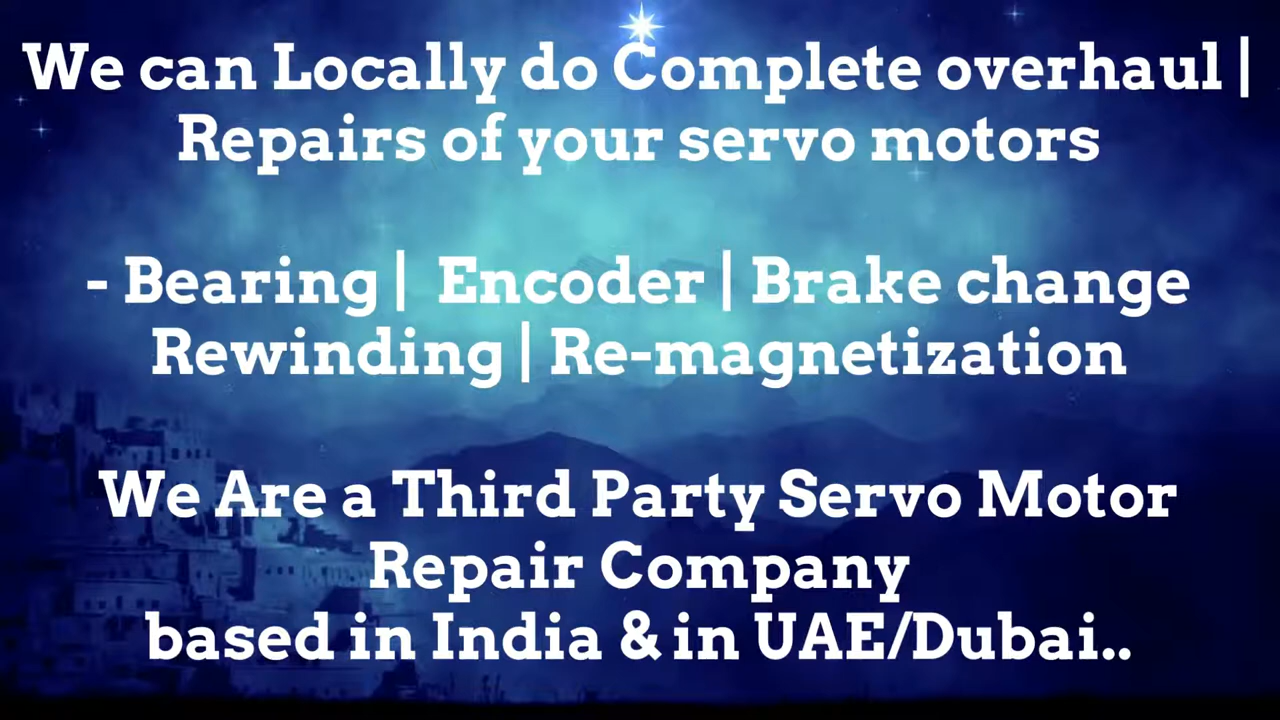 We can Locally do Complete overhaul |
Repairs of your servo motors
- Bearing | Encoder | Brake change
Rewinding | Re-magnetization
We Are a Third Party Servo Motor
Repair Company
based in India & in UAE/Dubai..